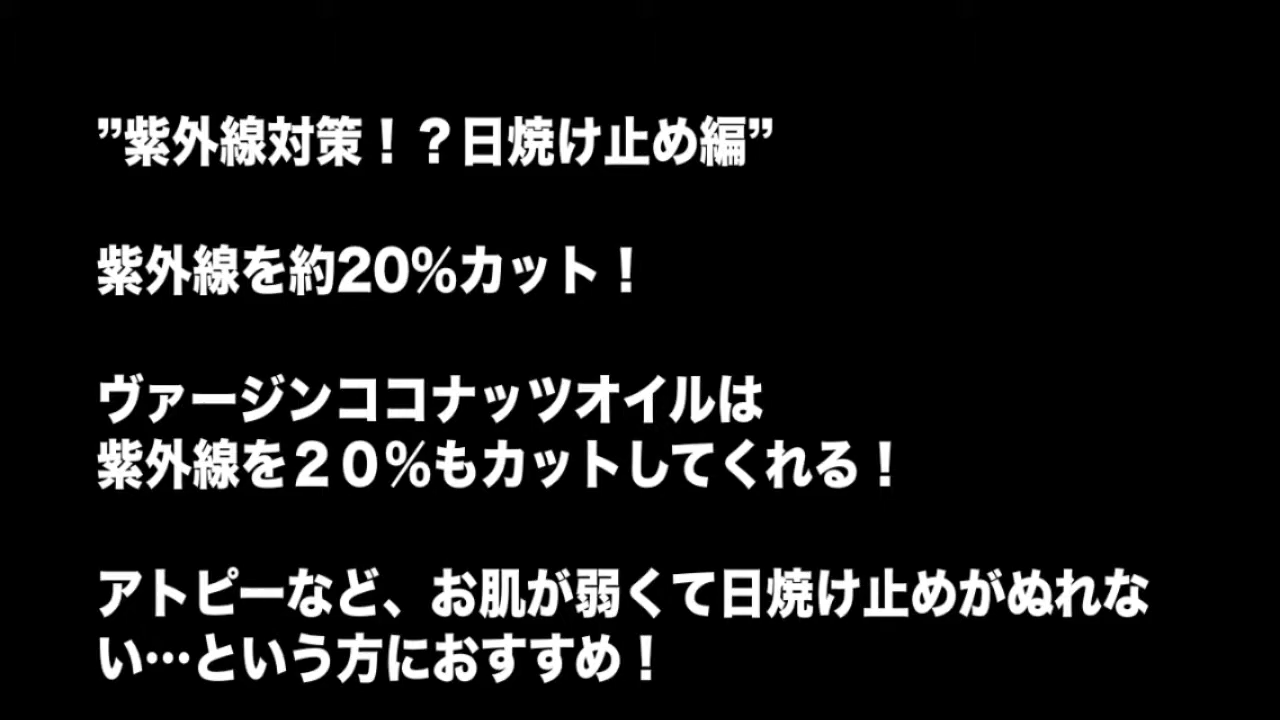 ”紫外線対策！？日焼け止め編”
紫外線を約20%カット！
ヴァージンココナッツオイルは
紫外線を２０％もカットしてくれる！
アトピーなど、お肌が弱くて日焼け止めがぬれな
い…という方におすすめ！